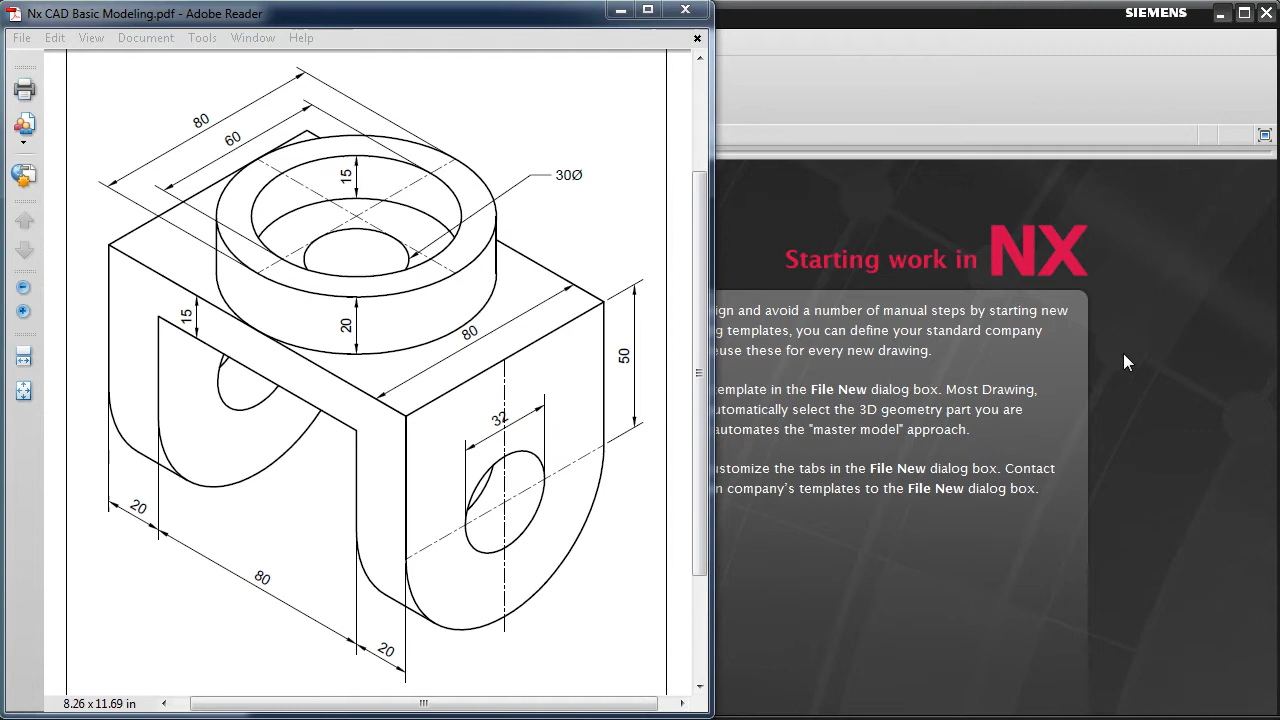 Nx CAD Basic Modeling.pdf - Adobe Reader
SIEMENS
File Edit View Document Tools Window Help
80
60
15
30Ø
15
20
80
50
32
20
80
20
8.26 x 11.69 in
Starting work in NX
ign and avoid a number of manual steps by starting new
g templates, you can define your standard company
euse these for every new drawing.
template in the File New dialog box. Most Drawing,
utomatically select the 3D geometry part you are
automates the "master model" approach.
ustomize the tabs in the File New dialog box. Contact
n company's templates to the File New dialog box.